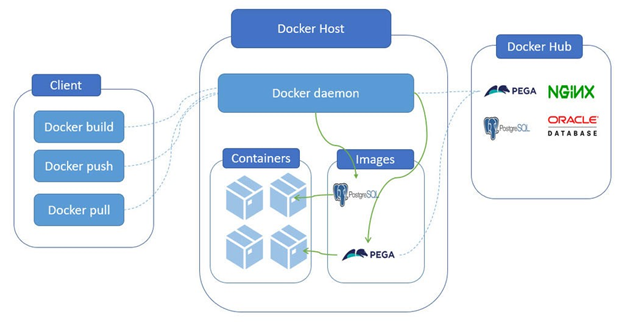 Docker Host
Docker Hub
Client
Docker build
Docker push
Docker pull
Docker daemon
Containers
Images
PostgreSQL
PEGA
PEGA
NGINX
PostgreSQL
ORACLE
DATABASE